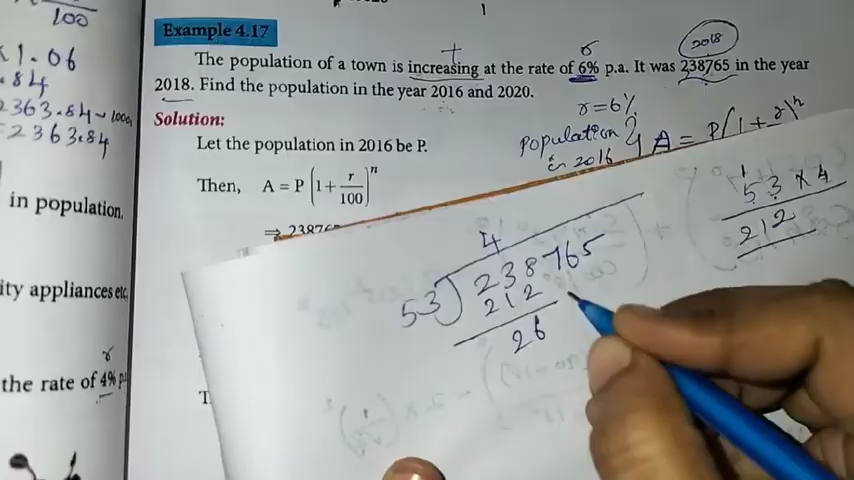 100
× 1.06
.84
2363.84
= 2363.84
in population.
ity appliances etc
r
the rate of 4% p.
1
Example 4.17
+
r
2018
The population of a town is increasing at the rate of 6% p.a. It was 238765 in the year
2018. Find the population in the year 2016 and 2020.
Solution:
r = 6%
Let the population in 2016 be P.
Population
in 2016
A = P(1 + r)n
Then, A = P (1 + r/100)n
⇒ 23876
53 × 4
212
4
53 ) 238765
212
26
T